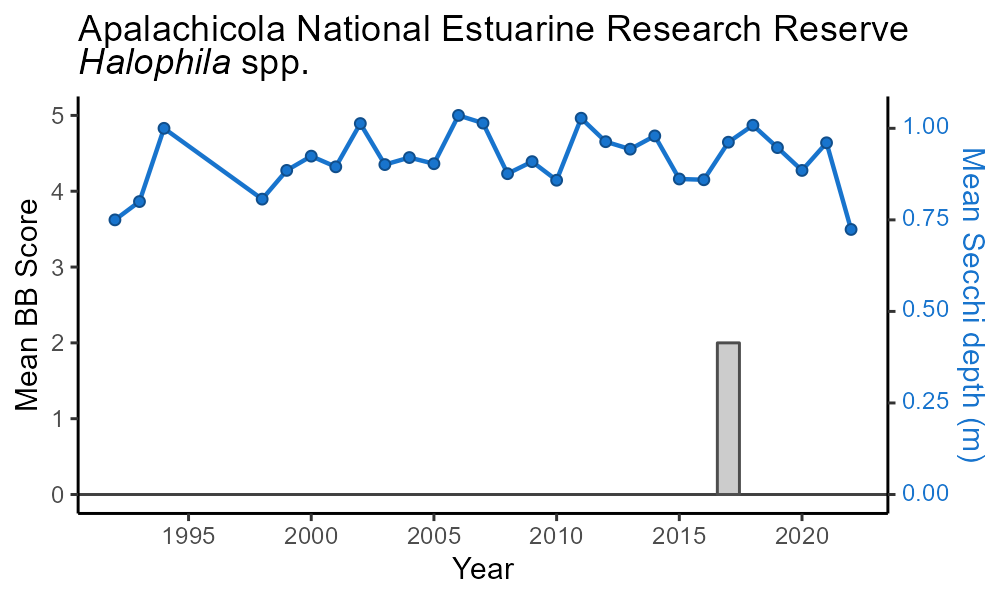 Apalachicola National Estuarine Research Reserve
Halophila spp.
5
4
3
2
1
0
Mean BB Score
1.00
0.75
0.50
0.25
0.00
Mean Secchi depth (m)
1995 2000 2005 2010 2015 2020
Year